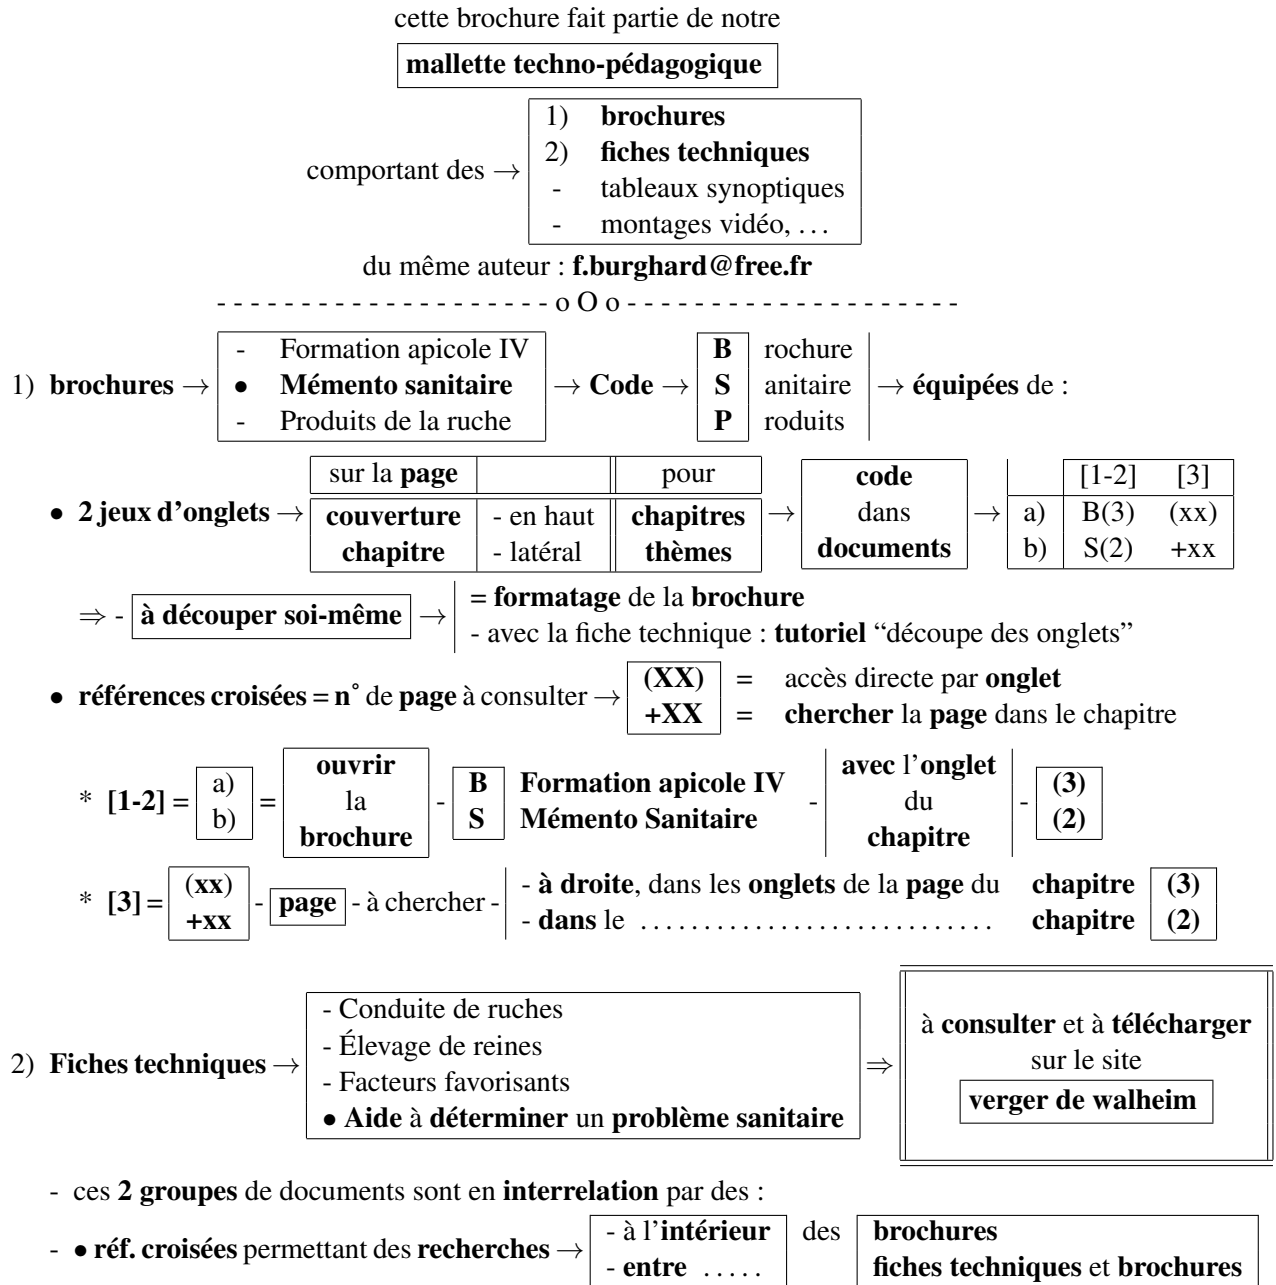 cette brochure fait partie de notre
mallette techno-pédagogique
comportant des →
1) brochures
2) fiches techniques
- tableaux synoptiques
- montages vidéo, …
du même auteur : f.burghard@free.fr
- - - - - - - - - - - - - - - - - - - - o O o - - - - - - - - - - - - - - - - - - - -
1) brochures →
- Formation apicole IV
• Mémento sanitaire
- Produits de la ruche
→ Code →
B rochure
S anitaire
P roduits
→ équipées de :
• 2 jeux d'onglets →
sur la page pour
couverture - en haut chapitres
chapitre - latéral thèmes
→
code
dans
documents
→
[1-2] [3]
a) B(3) (xx)
b) S(2) +xx
⇒ - à découper soi-même →
= formatage de la brochure
- avec la fiche technique : tutoriel “découpe des onglets”
• références croisées = n° de page à consulter →
(XX) = accès directe par onglet
+XX = chercher la page dans le chapitre
* [1-2] =
a)
b)
=
ouvrir
la
brochure
-
B Formation apicole IV
S Mémento Sanitaire
-
avec l'onglet
du
chapitre
-
(3)
(2)
* [3] =
(xx)
+xx
- page - à chercher -
- à droite, dans les onglets de la page du chapitre (3)
- dans le ............................ chapitre (2)
2) Fiches techniques →
- Conduite de ruches
- Élevage de reines
- Facteurs favorisants
• Aide à déterminer un problème sanitaire
⇒
à consulter et à télécharger
sur le site
verger de walheim
- ces 2 groupes de documents sont en interrelation par des :
- • réf. croisées permettant des recherches →
- à l'intérieur des brochures
- entre ..... fiches techniques et brochures